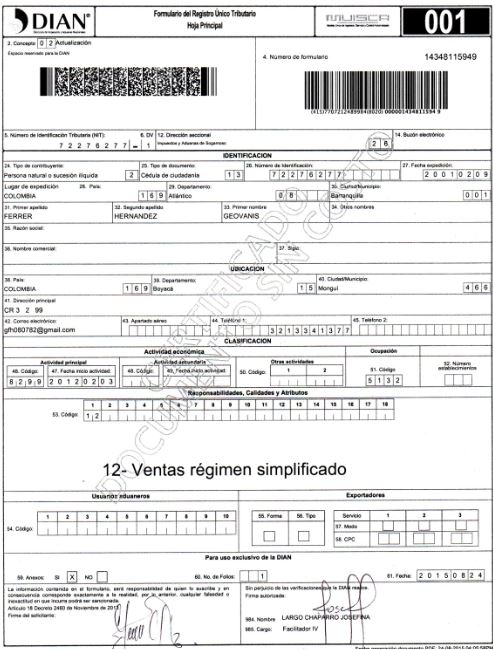 DIAN
Formulario del Registro Único Tributario
Hoja Principal
MUISCA
001
2. Concepto 0 2 Actualización
Espacio reservado para la DIAN
4. Número de formulario
14348115949
(415)7707212489984(8020) 000001434811594 9
5. Número de Identificación Tributaria (NIT):
7 2 2 7 6 2 7 7 - 1
6. DV
12. Dirección seccional
Impuestos y Aduanas de Sogamoso
14. Buzón electrónico
2 6
IDENTIFICACION
24. Tipo de contribuyente:
Persona natural o sucesión ilíquida 2
25. Tipo de documento:
Cédula de ciudadanía 1 3
26. Número de Identificación:
7 2 2 7 6 2 7 7
27. Fecha expedición:
2 0 0 1 0 2 0 9
Lugar de expedición 28. País:
COLOMBIA 1 6 9
29. Departamento:
Atlántico 0 8
30. Ciudad/Municipio:
Barranquilla 0 0 1
31. Primer apellido
FERRER
32. Segundo apellido
HERNANDEZ
33. Primer nombre
GEOVANIS
34. Otros nombres
35. Razón social:
36. Nombre comercial:
37. Sigla:
UBICACION
38. País:
COLOMBIA 1 6 9
39. Departamento:
Boyacá 1 5
40. Ciudad/Municipio:
Mongui 4 6 6
41. Dirección principal
CR 3 2 99
42. Correo electrónico:
gfh080782@gmail.com
43. Apartado aéreo
44. Teléfono 1:
3 2 1 3 3 4 1 3 7 7
45. Teléfono 2:
CLASIFICACION
Actividad económica
Ocupación
Actividad principal
Actividad secundaria
Otras actividades
46. Código:
8 2 9 9
47. Fecha inicio actividad:
2 0 1 2 0 2 0 3
48. Código:
49. Fecha inicio actividad:
50. Código:
1 2
51. Código
5 1 3 2
52. Número establecimientos
Responsabilidades, Calidades y Atributos
1 2 3 4 5 6 7 8 9 10 11 12 13 14 15 16 17 18
53. Código: 1 2
12- Ventas régimen simplificado
CERTIFICADO
DOCUMENTO SIN COSTO
Usuarios aduaneros
Exportadores
1 2 3 4 5 6 7 8 9 10
54. Código:
55. Forma
56. Tipo
Servicio 1 2 3
57. Modo
58. CPC
Para uso exclusivo de la DIAN
59. Anexos: SI X NO
60. No. de Folios: 1
61. Fecha: 2 0 1 5 0 8 2 4
La información contenida en el formulario, será responsabilidad de quien lo suscribe y en
consecuencia corresponde exactamente a la realidad, por lo anterior, cualquier falsedad o
inexactitud en que incurra podrá ser sancionada.
Artículo 18 Decreto 2460 de Noviembre de 2013
Firma del solicitante:
Sin perjuicio de las verificaciones que la DIAN realice.
Firma autorizada:
984. Nombre LARGO CHAPARRO JOSEFINA
985. Cargo: Facilitador IV
Fecha generación documento PDF: 24-08-2015 04:05:58PM